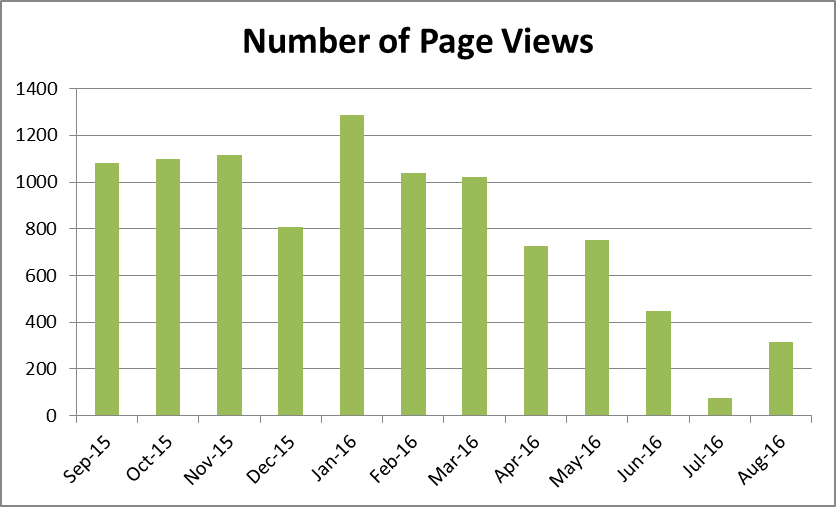 Number of Page Views
1400
1200
1000
800
600
400
200
0
Sep-15
Oct-15
Nov-15
Dec-15
Jan-16
Feb-16
Mar-16
Apr-16
May-16
Jun-16
Jul-16
Aug-16